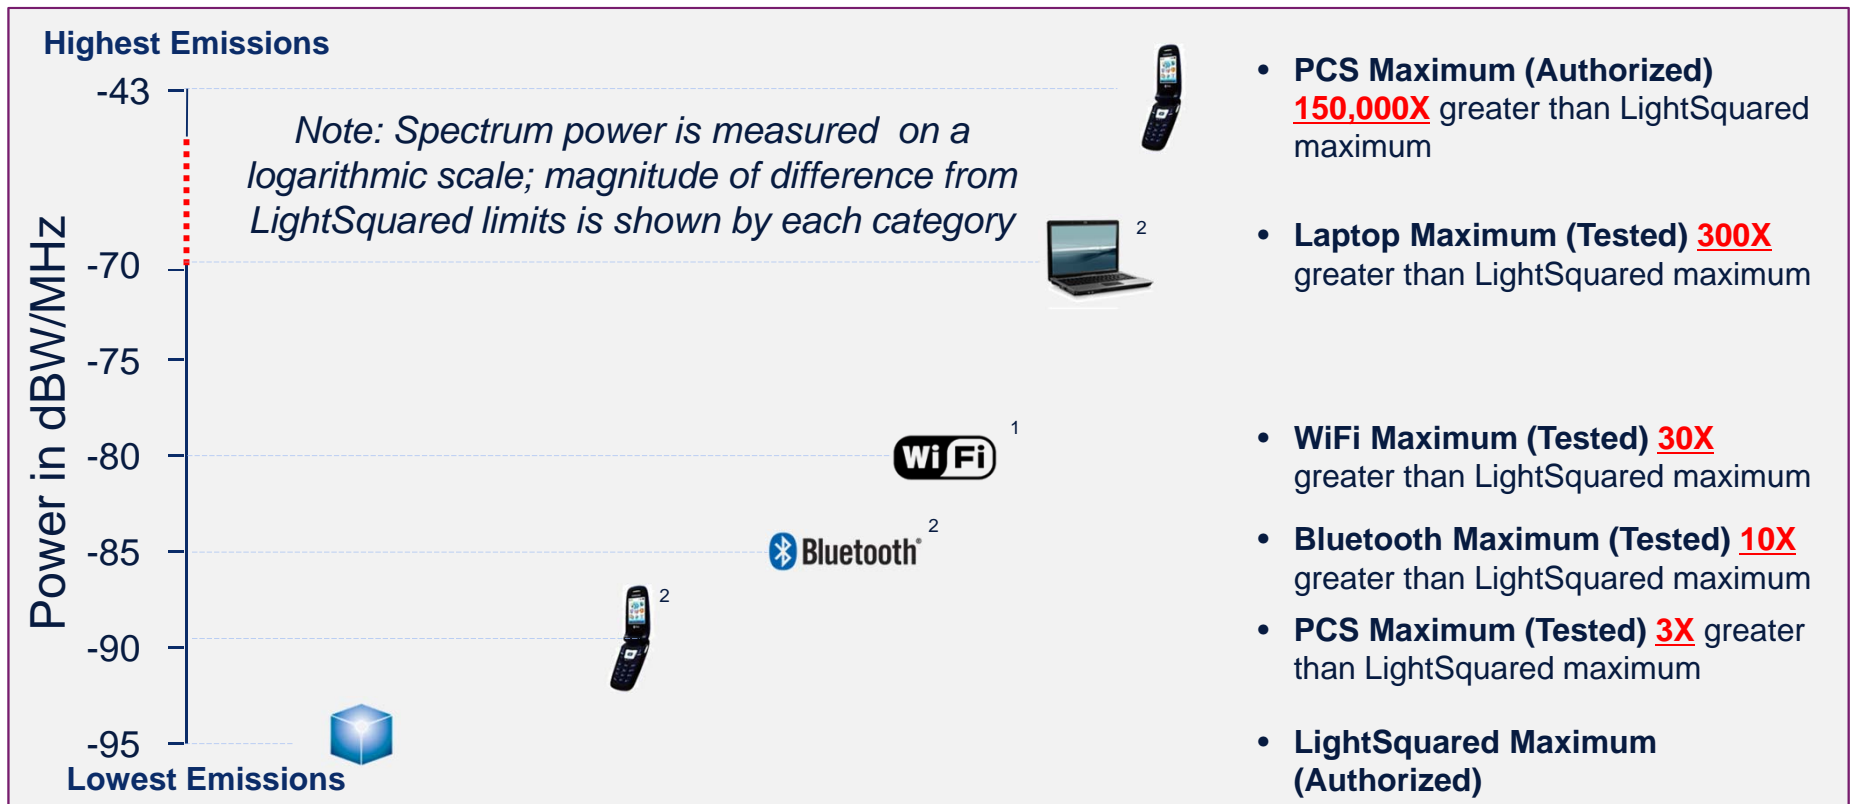 Highest Emissions
-43
Note: Spectrum power is measured on a
logarithmic scale; magnitude of difference from
LightSquared limits is shown by each category
Power in dBW/MHz
-70
-75
-80
-85
-90
-95
Lowest Emissions
2
WiFi
1
Bluetooth®
2
2
• PCS Maximum (Authorized)
150,000X greater than LightSquared
maximum
• Laptop Maximum (Tested) 300X
greater than LightSquared maximum
• WiFi Maximum (Tested) 30X
greater than LightSquared maximum
• Bluetooth Maximum (Tested) 10X
greater than LightSquared maximum
• PCS Maximum (Tested) 3X greater
than LightSquared maximum
• LightSquared Maximum
(Authorized)